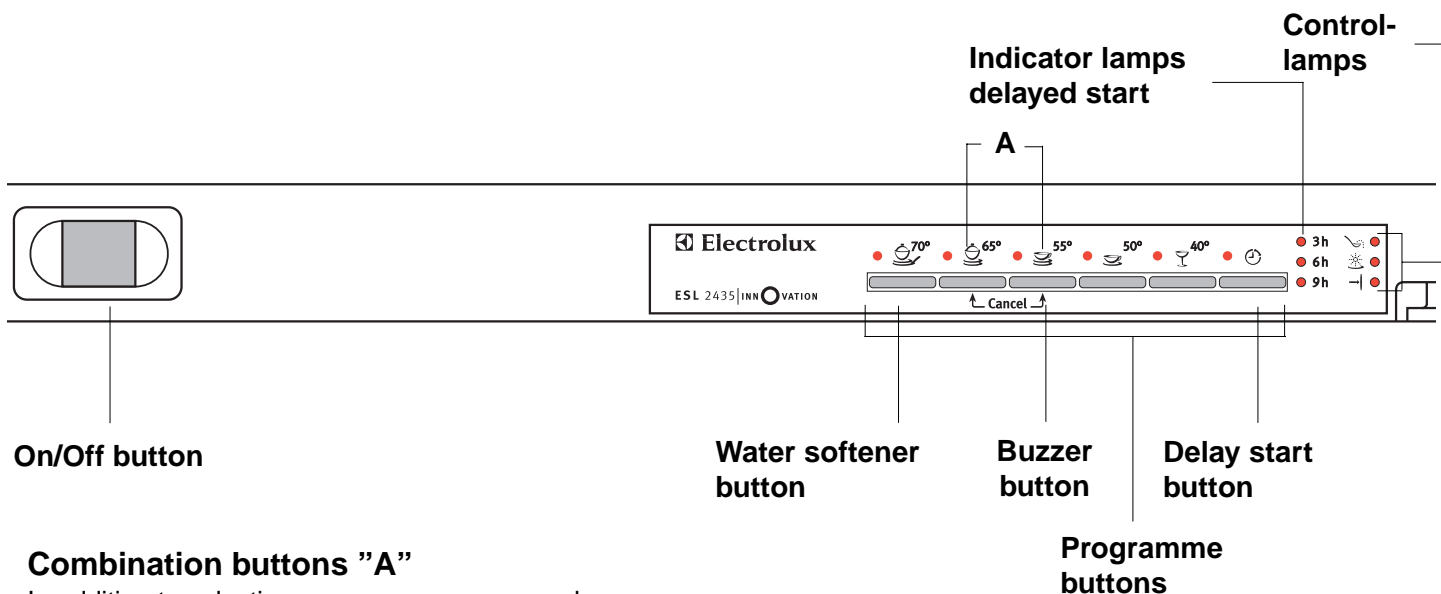 Control-
lamps
Indicator lamps
delayed start
A
Electrolux
70° 65° 55° 50° 40°
3h
6h
9h
ESL 2435 INNOVATION
Cancel
On/Off button
Water softener
button
Buzzer
button
Delay start
button
Programme
buttons
Combination buttons ”A”